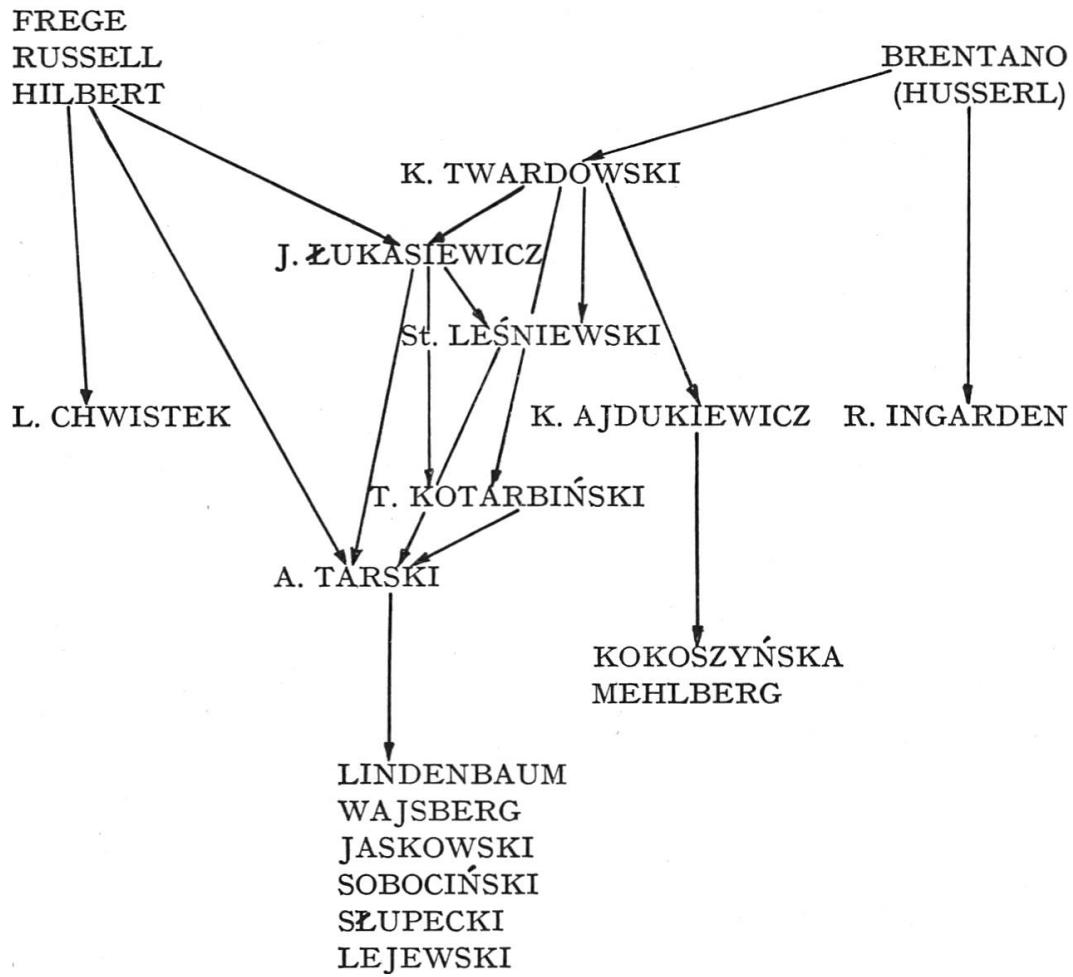 FREGE
RUSSELL
HILBERT
BRENTANO
(HUSSERL)
K. TWARDOWSKI
J. ŁUKASIEWICZ
St. LEŚNIEWSKI
L. CHWISTEK
K. AJDUKIEWICZ
R. INGARDEN
T. KOTARBIŃSKI
A. TARSKI
KOKOSZYŃSKA
MEHLBERG
LINDENBAUM
WAJSBERG
JASKOWSKI
SOBOCIŃSKI
SŁUPECKI
LEJEWSKI